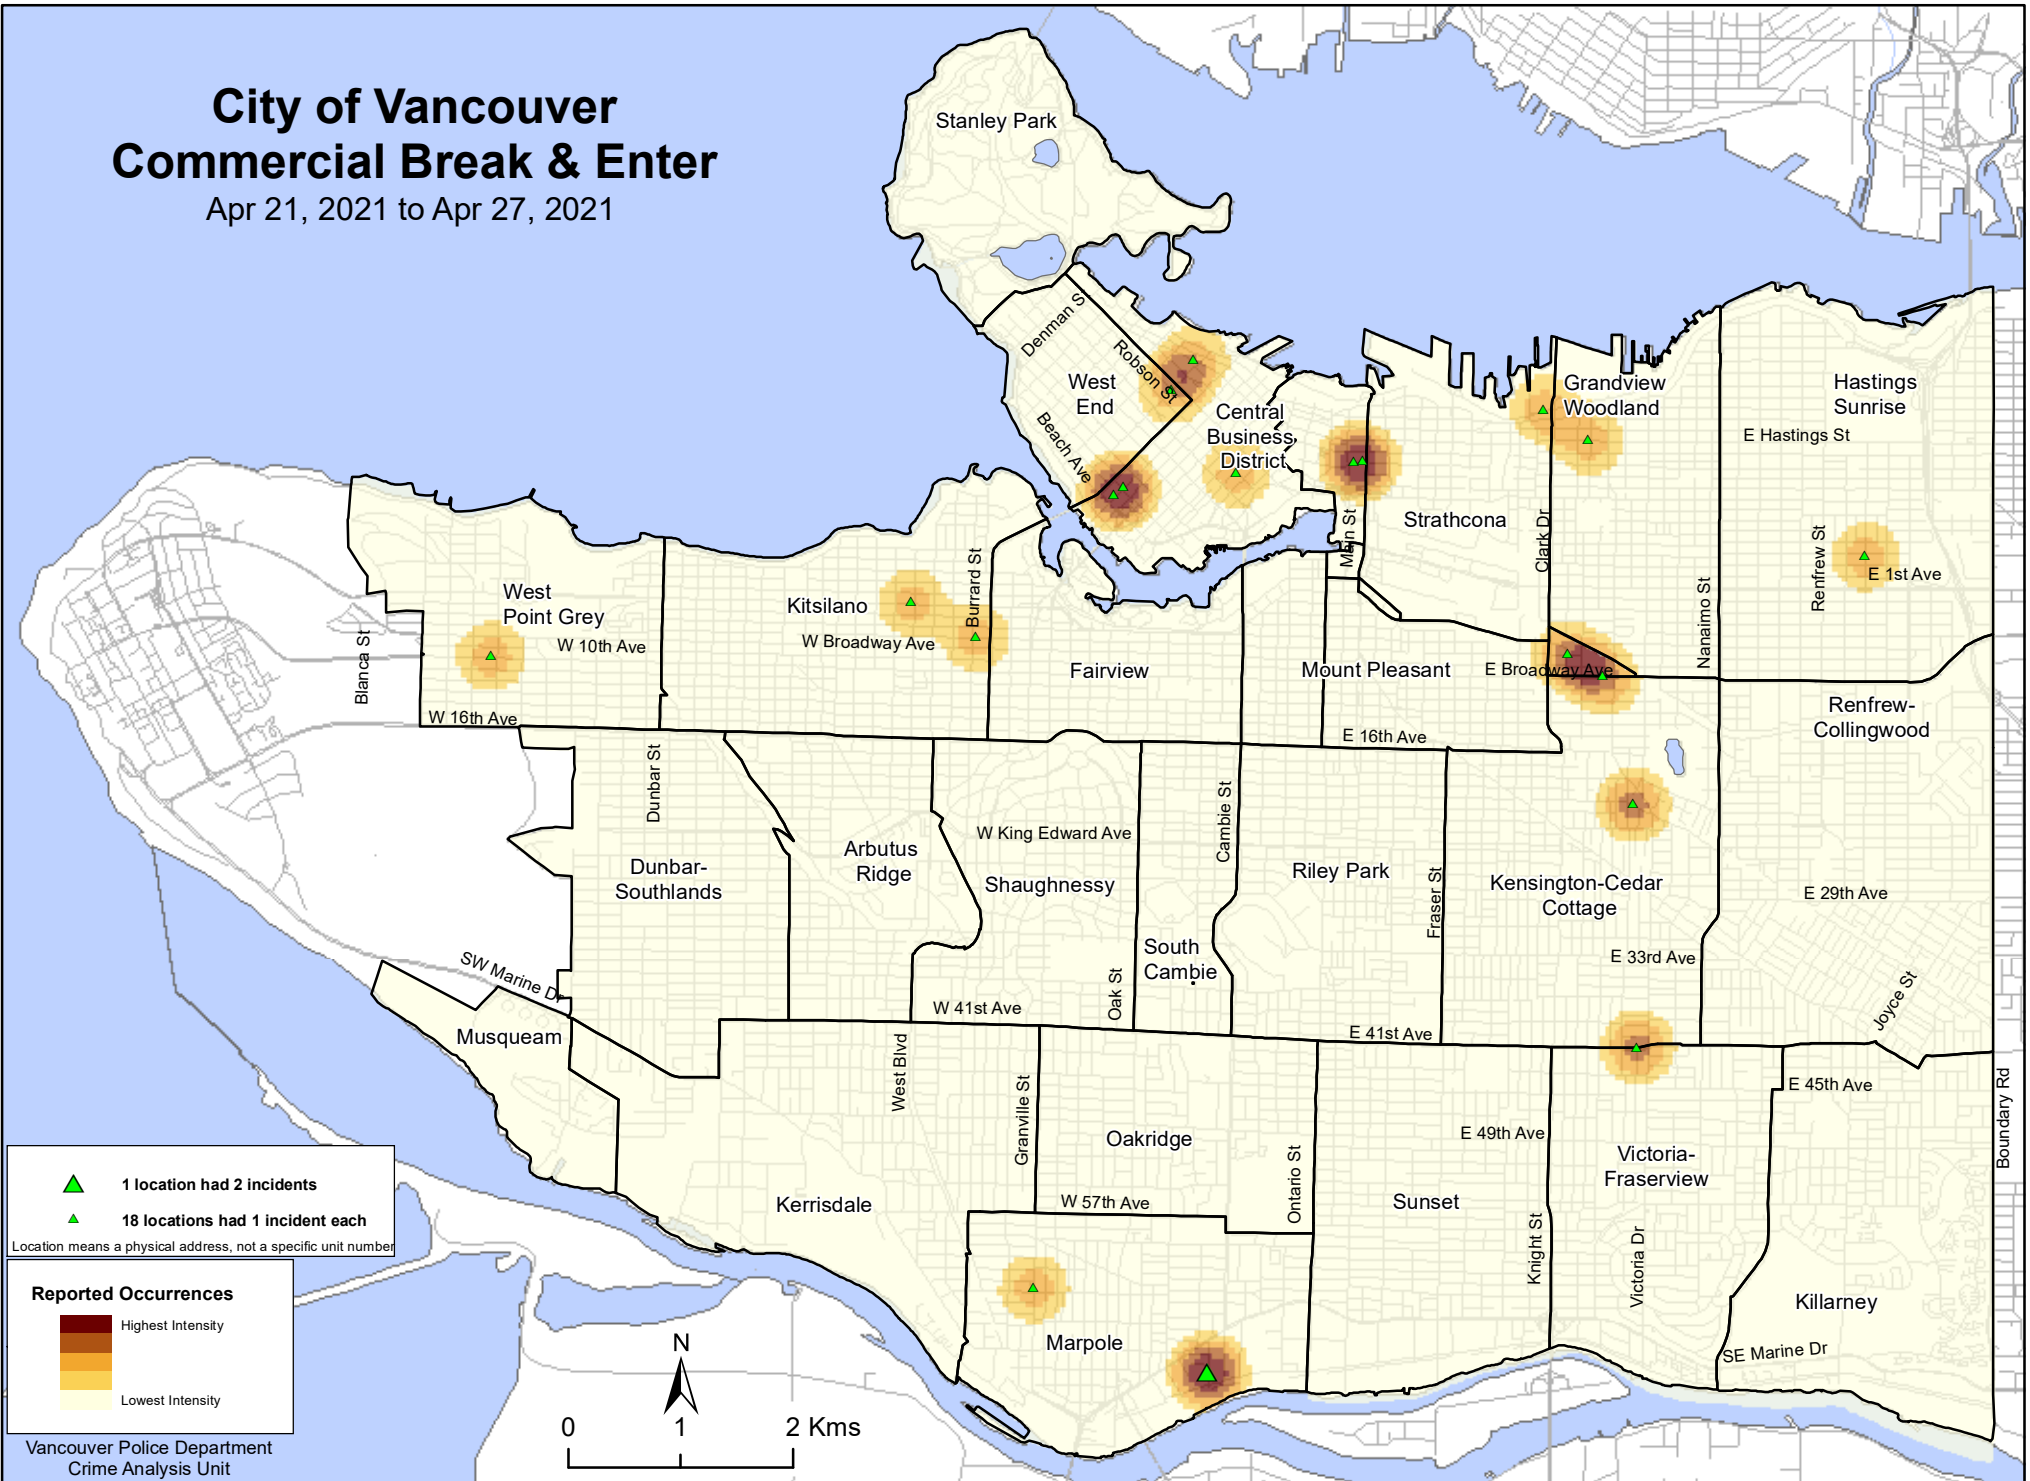 City of Vancouver
Commercial Break & Enter
Apr 21, 2021 to Apr 27, 2021
Stanley Park
Denman S
Robson St
West
End
Beach Ave
Central
Business
District
Grandview
Woodland
Hastings
Sunrise
E Hastings St
Strathcona
Main St
Clark Dr
Renfrew St
E 1st Ave
Nanaimo St
West
Point Grey
W 10th Ave
Blanca St
W 16th Ave
Kitsilano
W Broadway Ave
Burrard St
Fairview
Mount Pleasant
E Broadway Ave
E 16th Ave
Renfrew-
Collingwood
Dunbar St
Dunbar-
Southlands
Arbutus
Ridge
W King Edward Ave
Shaughnessy
Cambie St
South
Cambie
Oak St
Riley Park
Fraser St
Kensington-Cedar
Cottage
E 29th Ave
E 33rd Ave
Joyce St
SW Marine Dr
Musqueam
W 41st Ave
E 41st Ave
West Blvd
Granville St
Oakridge
Ontario St
W 57th Ave
Kerrisdale
E 49th Ave
Sunset
Knight St
Victoria-
Fraserview
Victoria Dr
E 45th Ave
Boundary Rd
Killarney
SE Marine Dr
Marpole
1 location had 2 incidents
18 locations had 1 incident each
Location means a physical address, not a specific unit number
Reported Occurrences
Highest Intensity
Lowest Intensity
Vancouver Police Department
Crime Analysis Unit
N
0 1 2 Kms